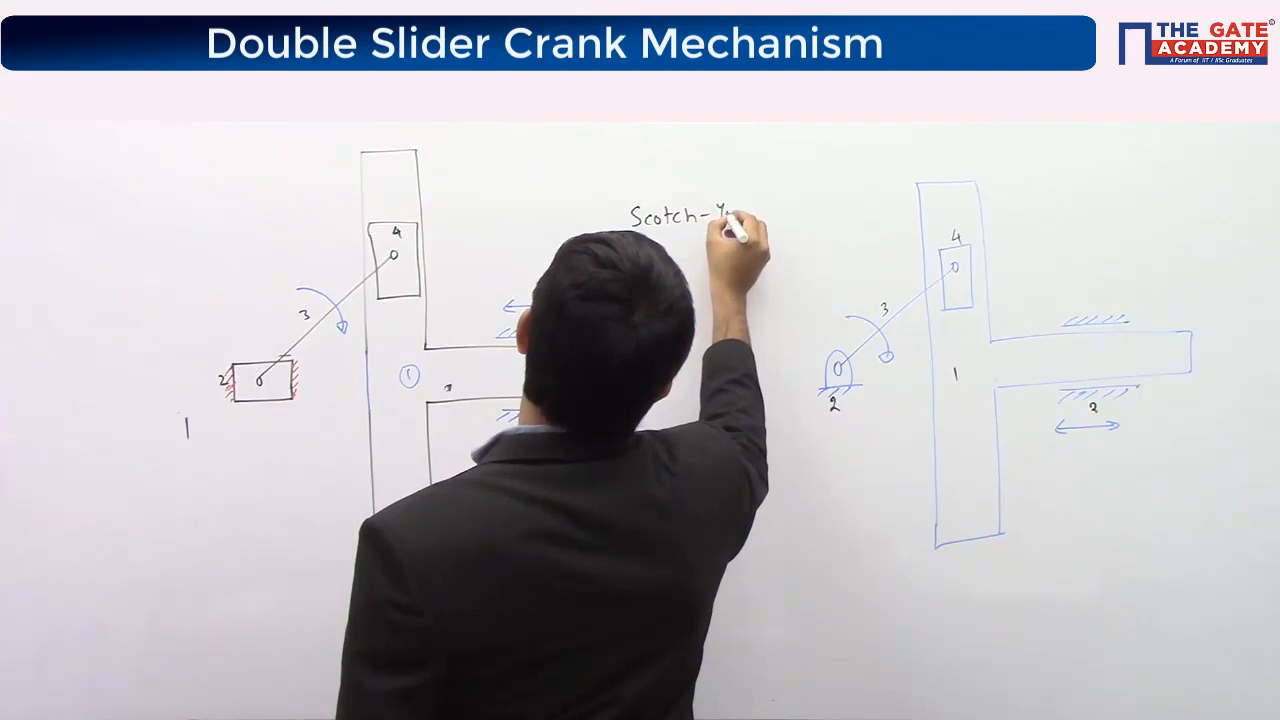 Double Slider Crank Mechanism
THE GATE
ACADEMY
A Forum of IIT / IISc Graduates
Scotch-Y
4
3
2
1
1
4
3
2
1
2